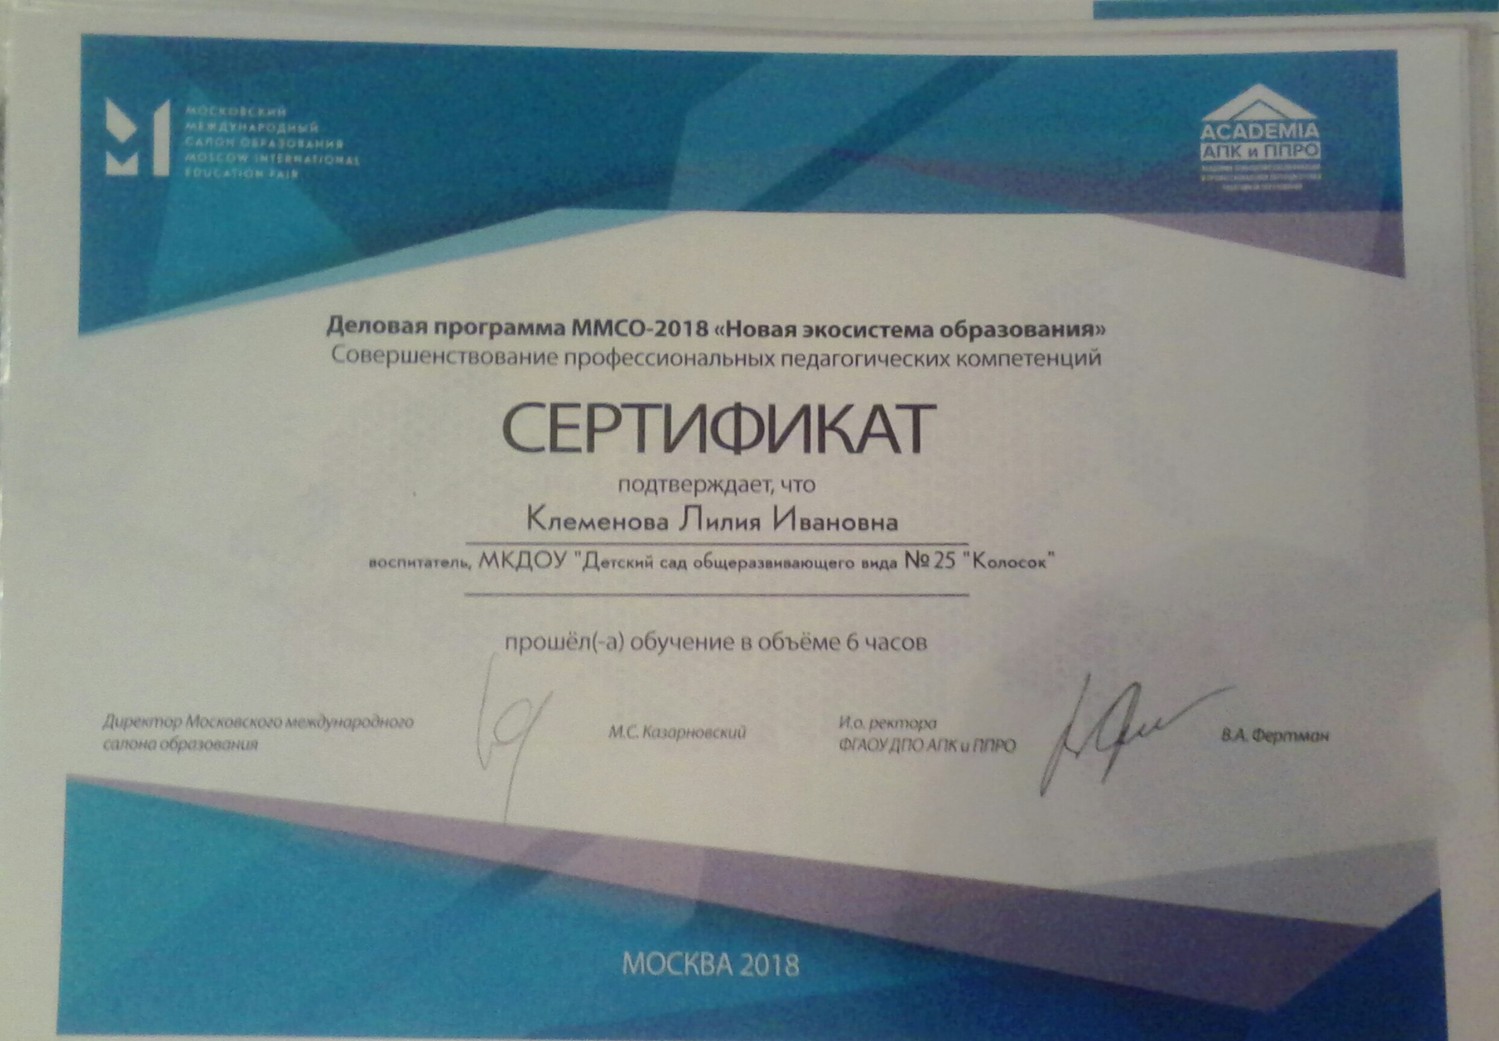 МОСКОВСКИЙ
МЕЖДУНАРОДНЫЙ
САЛОН ОБРАЗОВАНИЯ
MOSCOW INTERNATIONAL
EDUCATION FAIR
ACADEMIA
АПК и ППРО
Деловая программа ММСО-2018 «Новая экосистема образования»
Совершенствование профессиональных педагогических компетенций
СЕРТИФИКАТ
подтверждает, что
Клеменова Лилия Ивановна
воспитатель, МКДОУ "Детский сад общеразвивающего вида №25 "Колосок"
прошёл(-а) обучение в объёме 6 часов
Директор Московского международного
салона образования
М.С. Казарновский
И.о. ректора
ФГАОУ ДПО АПК и ППРО
В.А. Фертман
МОСКВА 2018